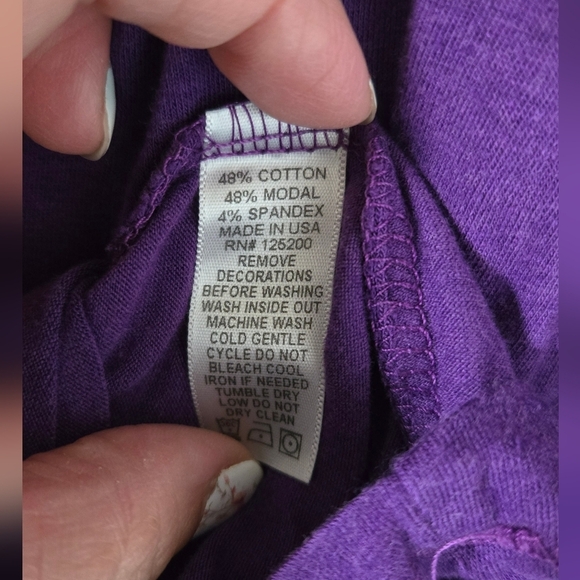 48% COTTON
48% MODAL
4% SPANDEX
MADE IN USA
RN# 125200
REMOVE
DECORATIONS
BEFORE WASHING
WASH INSIDE OUT
MACHINE WASH
COLD GENTLE
CYCLE DO NOT
BLEACH COOL
IRON IF NEEDED
TUMBLE DRY
LOW DO NOT
DRY CLEAN